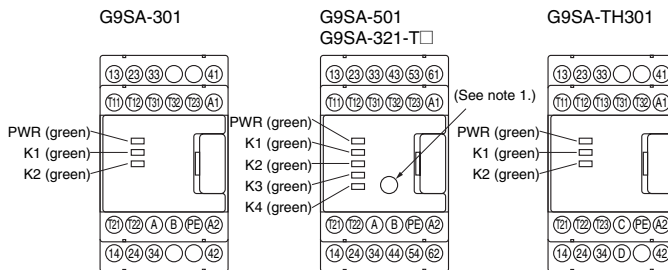 G9SA-301
G9SA-501
G9SA-321-T□
G9SA-TH301
13 23 33 41
13 23 33 43 53 61
13 23 33 41
T11 T12 T31 T32 T23 A1
T11 T12 T31 T32 T23 A1
T11 T12 T13 T31 T32 A1
(See note 1.)
PWR (green)
K1 (green)
K2 (green)
PWR (green)
K1 (green)
K2 (green)
K3 (green)
K4 (green)
PWR (green)
K1 (green)
K2 (green)
T21 T22 A B PE A2
T21 T22 A B PE A2
T21 T22 T23 C PE A2
14 24 34 42
14 24 34 44 54 62
14 24 34 D 42